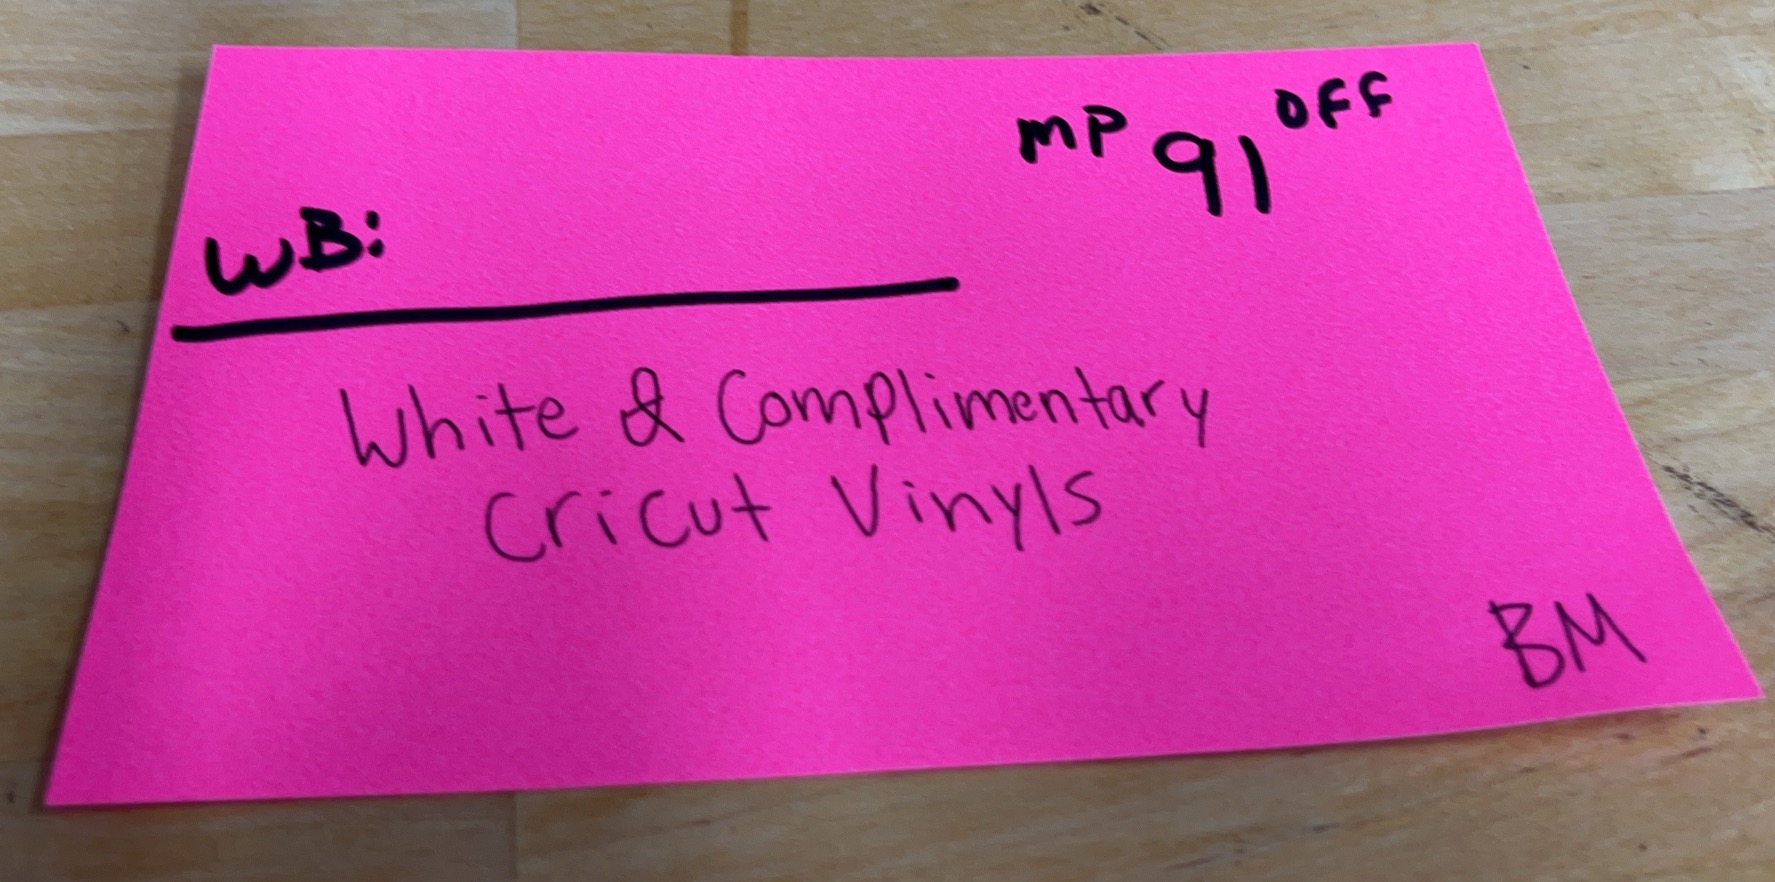 mP 91 OFF
WB:
White & Complimentary
Cricut Vinyls
BM